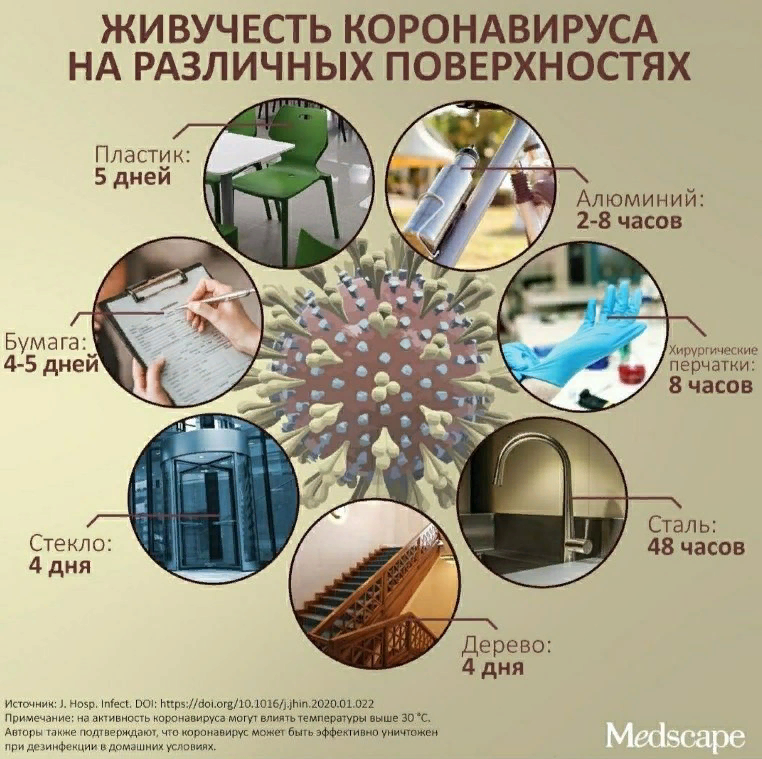 ЖИВУЧЕСТЬ КОРОНАВИРУСА
НА РАЗЛИЧНЫХ ПОВЕРХНОСТЯХ
Пластик:
5 дней
Алюминий:
2-8 часов
Бумага:
4-5 дней
Хирургические
перчатки:
8 часов
Стекло:
4 дня
Сталь:
48 часов
Дерево:
4 дня
Источник: J. Hosp. Infect. DOI: https://doi.org/10.1016/j.jhin.2020.01.022
Примечание: на активность коронавируса могут влиять температуры выше 30 °C.
Авторы также подтверждают, что коронавирус может быть эффективно уничтожен
при дезинфекции в домашних условиях.
Medscape